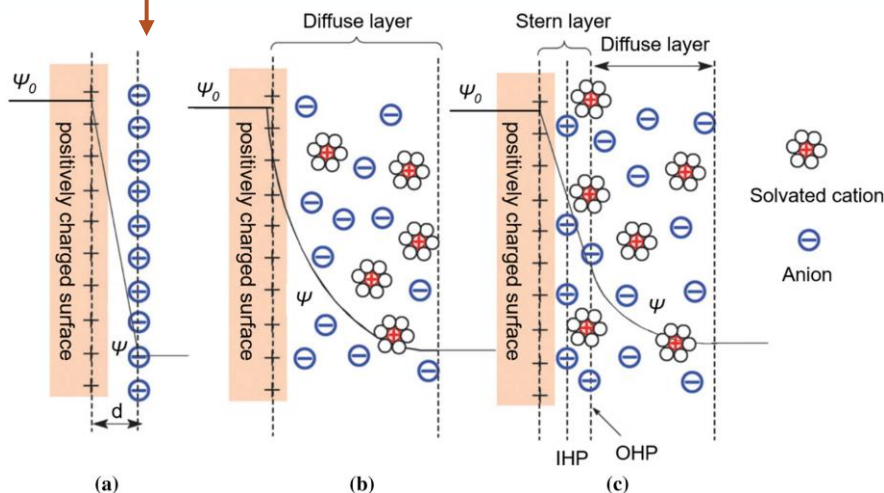 Diffuse layer
Stern layer
Diffuse layer
Ψ0
positively charged surface
Ψ
d
Ψ0
positively charged surface
Ψ
Ψ0
positively charged surface
Ψ
Solvated cation
Anion
IHP
OHP
(a)
(b)
(c)